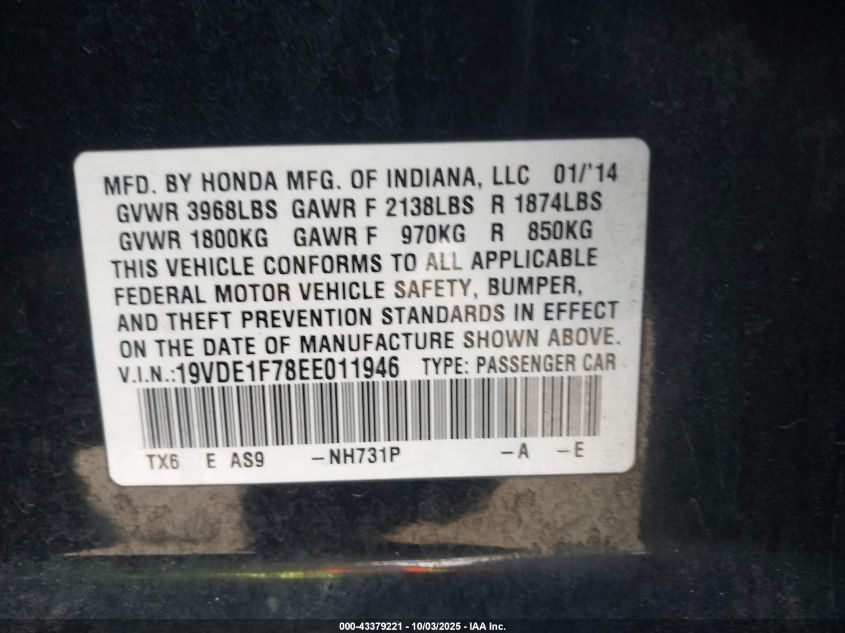 MFD. BY HONDA MFG. OF INDIANA, LLC 01/'14
GVWR 3968LBS GAWR F 2138LBS R 1874LBS
GVWR 1800KG GAWR F 970KG R 850KG
THIS VEHICLE CONFORMS TO ALL APPLICABLE
FEDERAL MOTOR VEHICLE SAFETY, BUMPER,
AND THEFT PREVENTION STANDARDS IN EFFECT
ON THE DATE OF MANUFACTURE SHOWN ABOVE.
V.I.N.:19VDE1F78EE011946 TYPE: PASSENGER CAR
TX6 E AS9 –NH731P –A –E
000-43379221 - 10/03/2025 - IAA Inc.